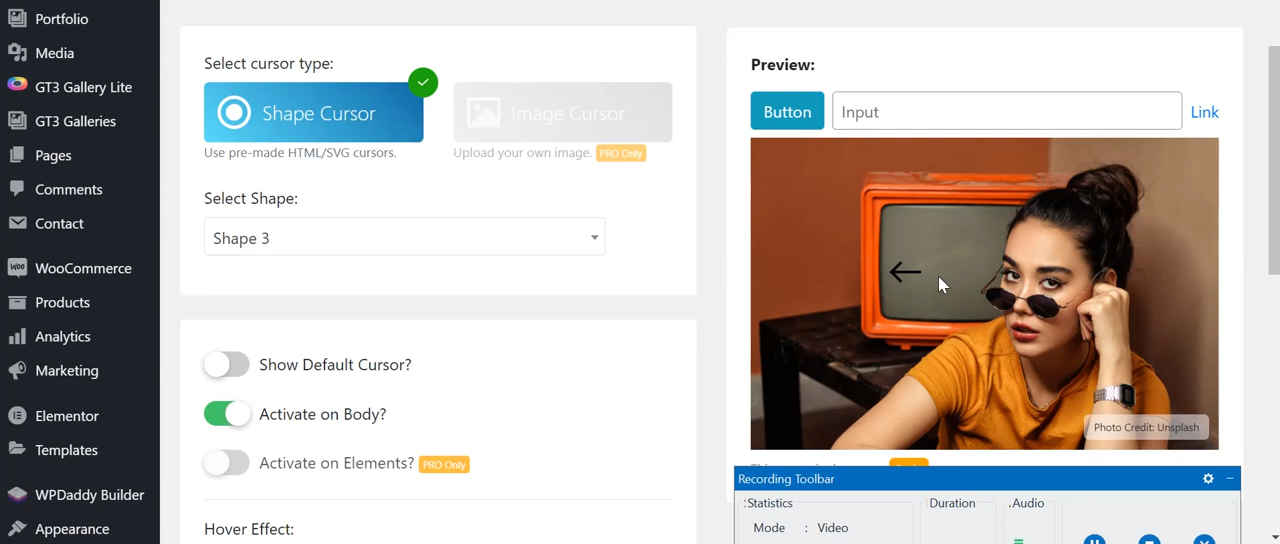 Portfolio
Media
GT3 Gallery Lite
GT3 Galleries
Pages
Comments
Contact
Woo WooCommerce
Products
Analytics
Marketing
Elementor
Templates
WPDaddy Builder
Appearance
Select cursor type:
Shape Cursor
Image Cursor
Use pre-made HTML/SVG cursors.
Upload your own image. PRO Only
Select Shape:
Shape 3
Show Default Cursor?
Activate on Body?
Activate on Elements? PRO Only
Hover Effect:
Preview:
Button Input Link
Photo Credit: Unsplash
Recording Toolbar
Statistics
Duration
Audio
Mode : Video